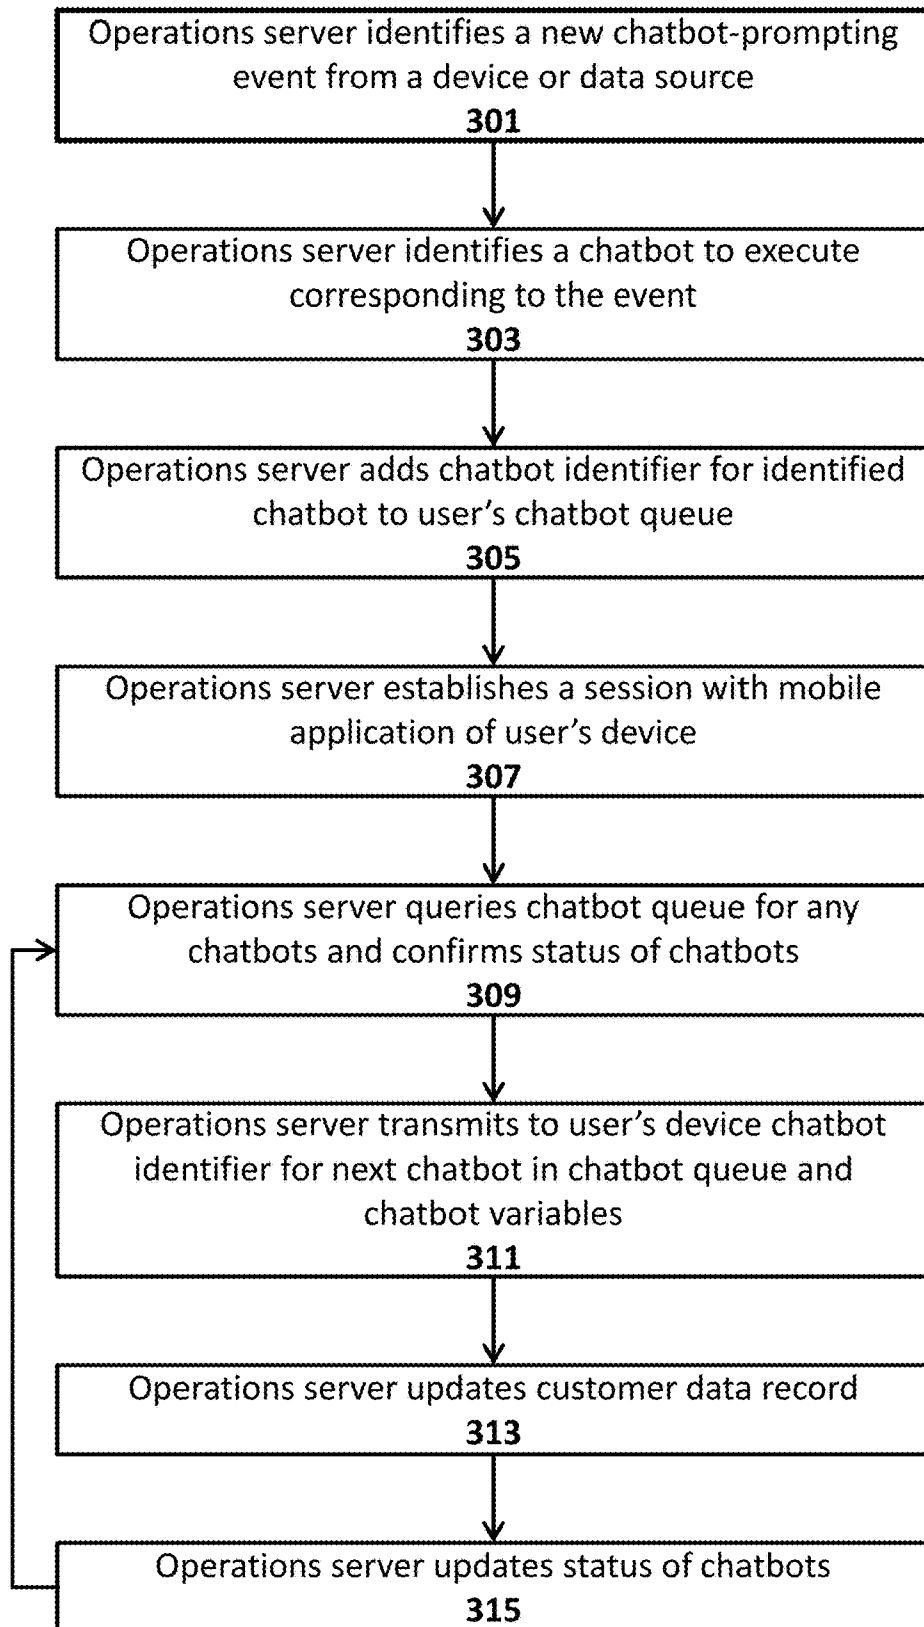 Operations server identifies a new chatbot-prompting
event from a device or data source
301
Operations server identifies a chatbot to execute
corresponding to the event
303
Operations server adds chatbot identifier for identified
chatbot to user’s chatbot queue
305
Operations server establishes a session with mobile
application of user’s device
307
Operations server queries chatbot queue for any
chatbots and confirms status of chatbots
309
Operations server transmits to user’s device chatbot
identifier for next chatbot in chatbot queue and
chatbot variables
311
Operations server updates customer data record
313
Operations server updates status of chatbots
315